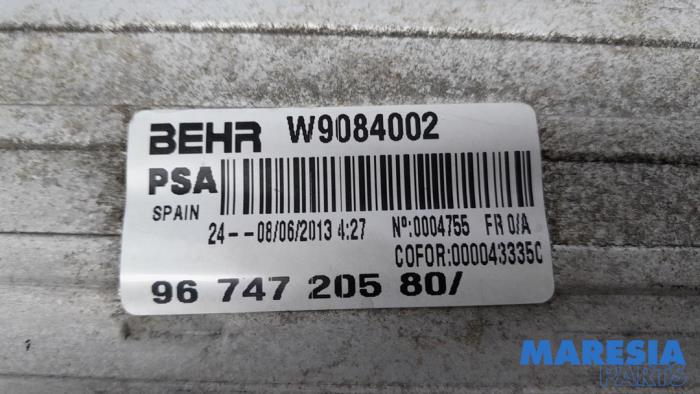 BEHR W9084002
PSA
SPAIN
24--08/06/2013 4:27 Nº:0004755 FR 0/A
COFOR:000043335C
96 747 205 80/
MARESIA
PARTS